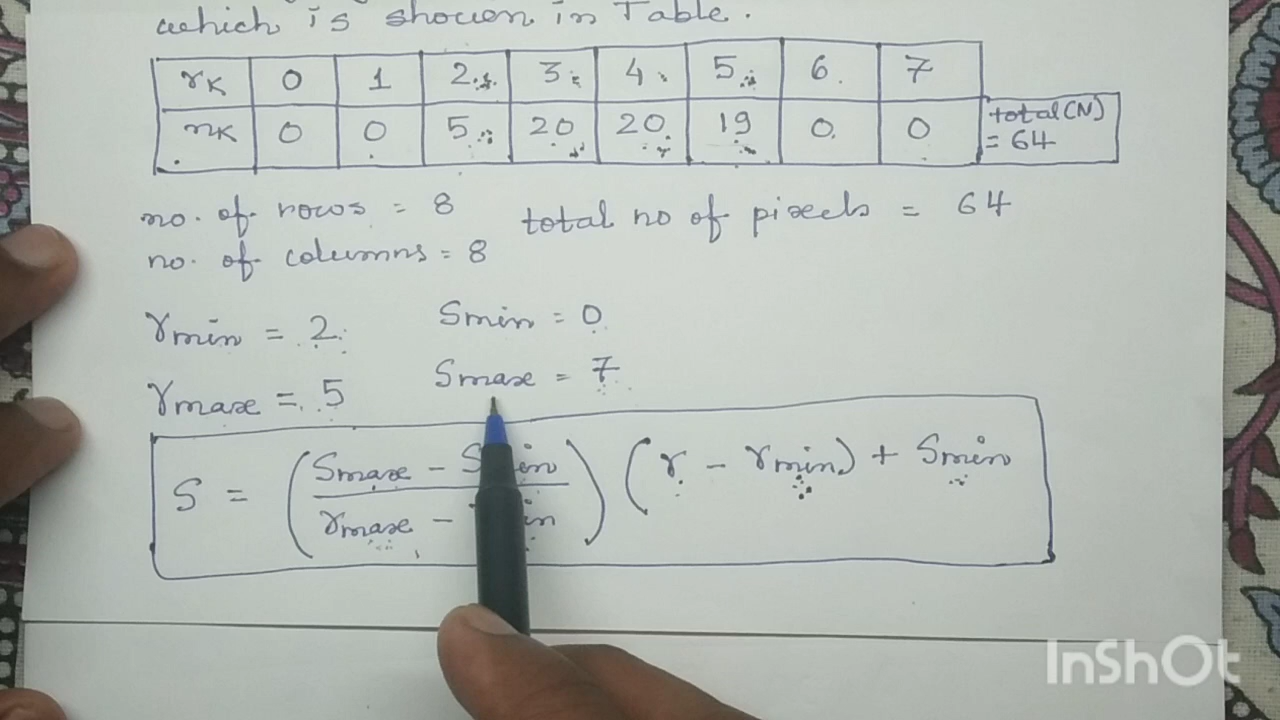 which is shown in Table.
rK 0 1 2 3 4 5 6 7
nK 0 0 5 20 20 19 0 0 total(N) = 64
no. of rows = 8 total no of pixels = 64
no. of columns = 8
rmin = 2 Smin = 0
rmax = 5 Smax = 7
S = (Smax - Smin / rmax - rmin) (r - rmin) + Smin
InShOt